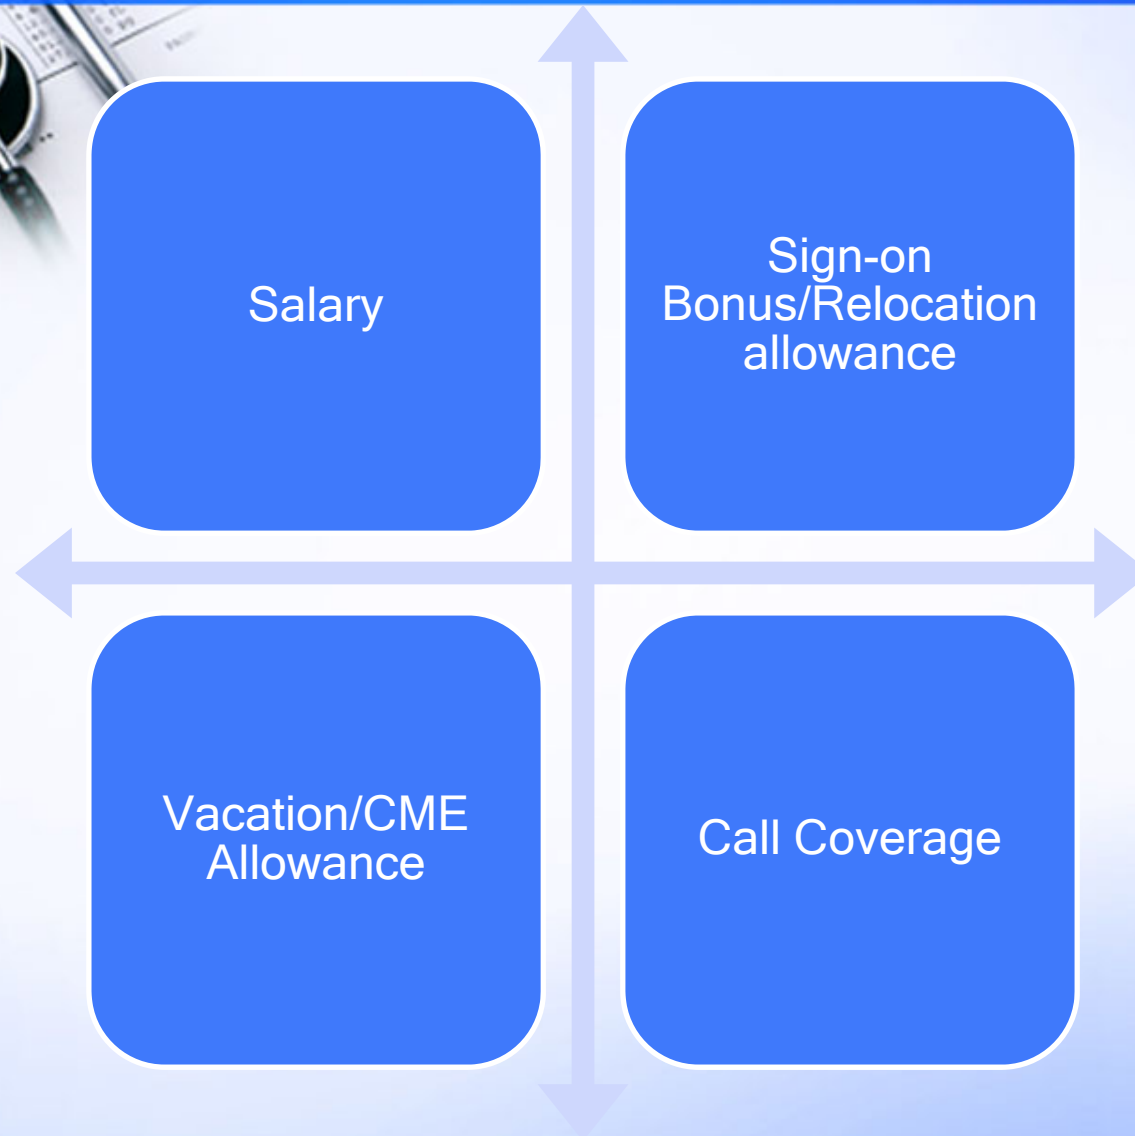 Salary
Sign-on
Bonus/Relocation
allowance
Vacation/CME
Allowance
Call Coverage